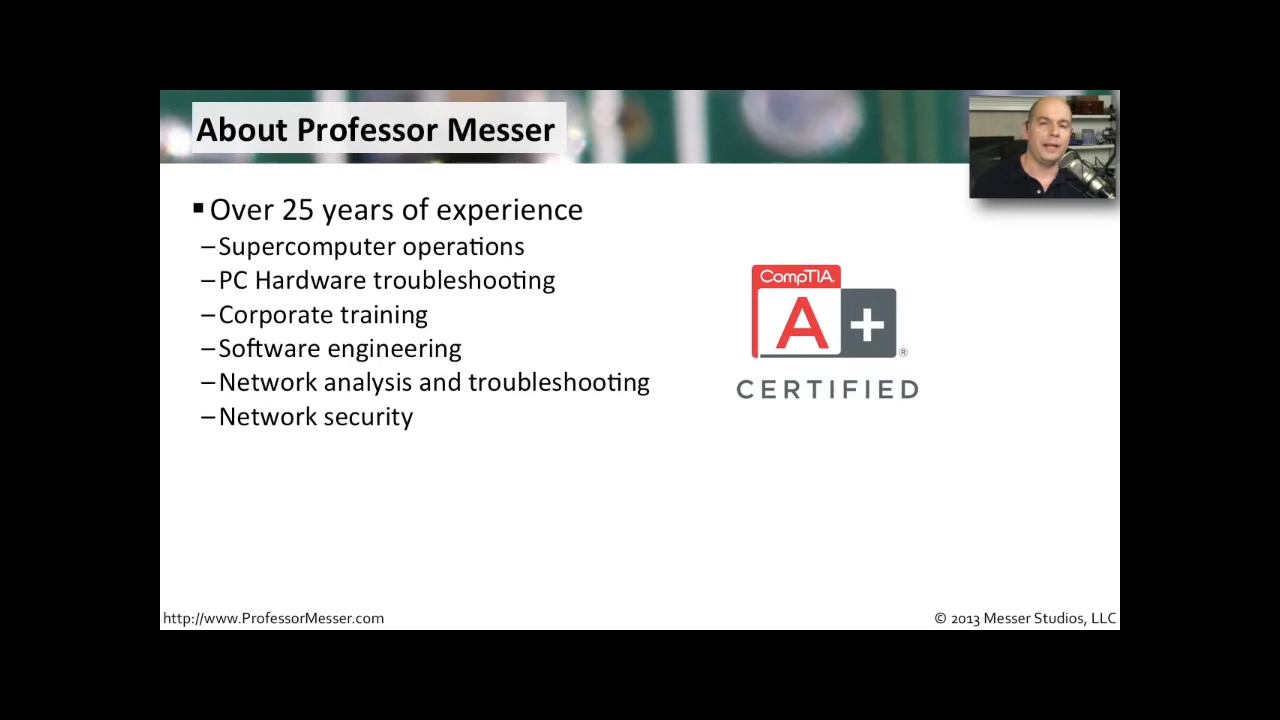 About Professor Messer
▪ Over 25 years of experience
– Supercomputer operations
– PC Hardware troubleshooting
– Corporate training
– Software engineering
– Network analysis and troubleshooting
– Network security
CompTIA
A+ ®
CERTIFIED
http://www.ProfessorMesser.com
© 2013 Messer Studios, LLC